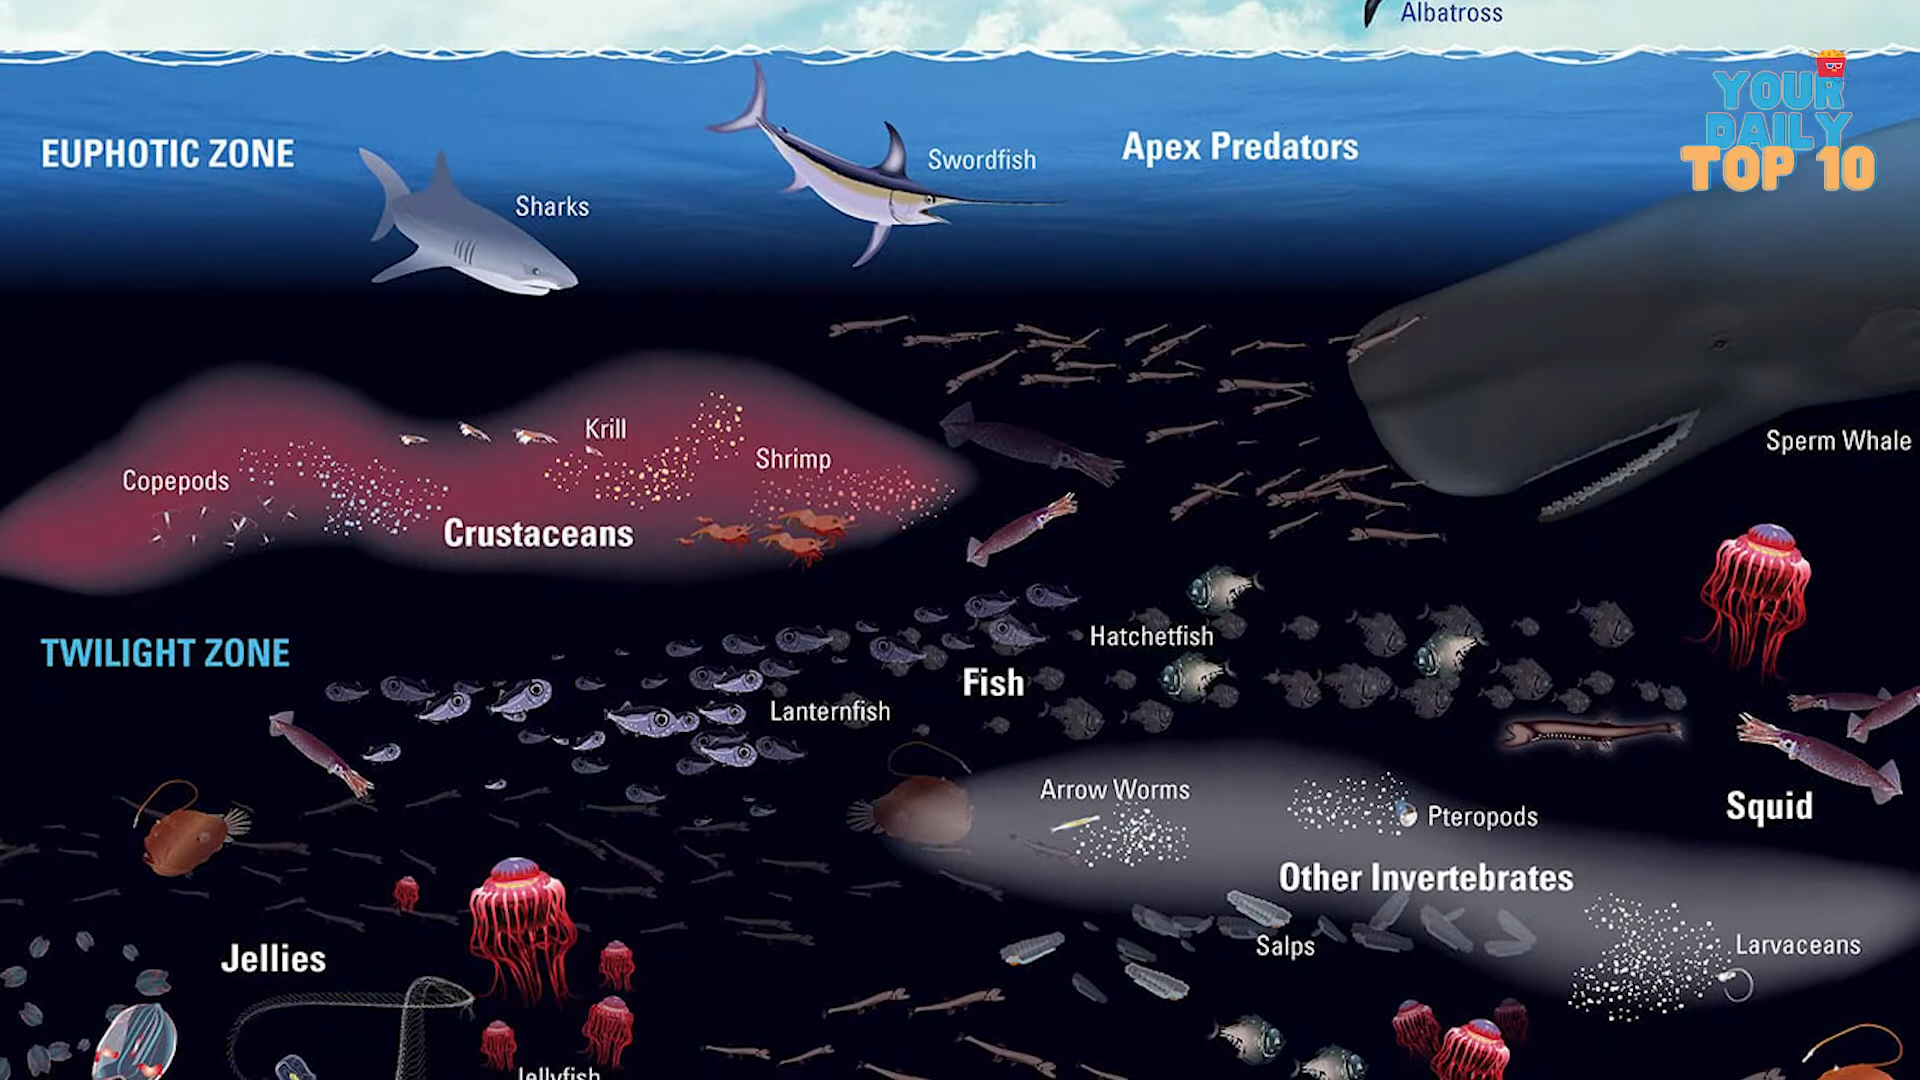 Albatross
YOUR
DAILY
TOP 10
EUPHOTIC ZONE
Apex Predators
Swordfish
Sharks
Sperm Whale
Krill
Shrimp
Copepods
Crustaceans
Hatchetfish
TWILIGHT ZONE
Fish
Lanternfish
Arrow Worms
Pteropods
Squid
Other Invertebrates
Salps
Larvaceans
Jellies
Jellyfish